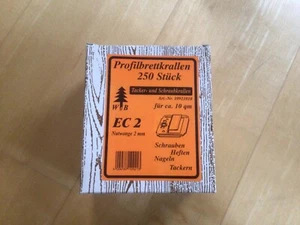 Profilbrettkrallen
250 Stück
Tacker- und Schraubkrallen
für ca. 10 qm
WB
EC 2
Nutwange 2 mm
Schrauben
Heften
Nageln
Tackern